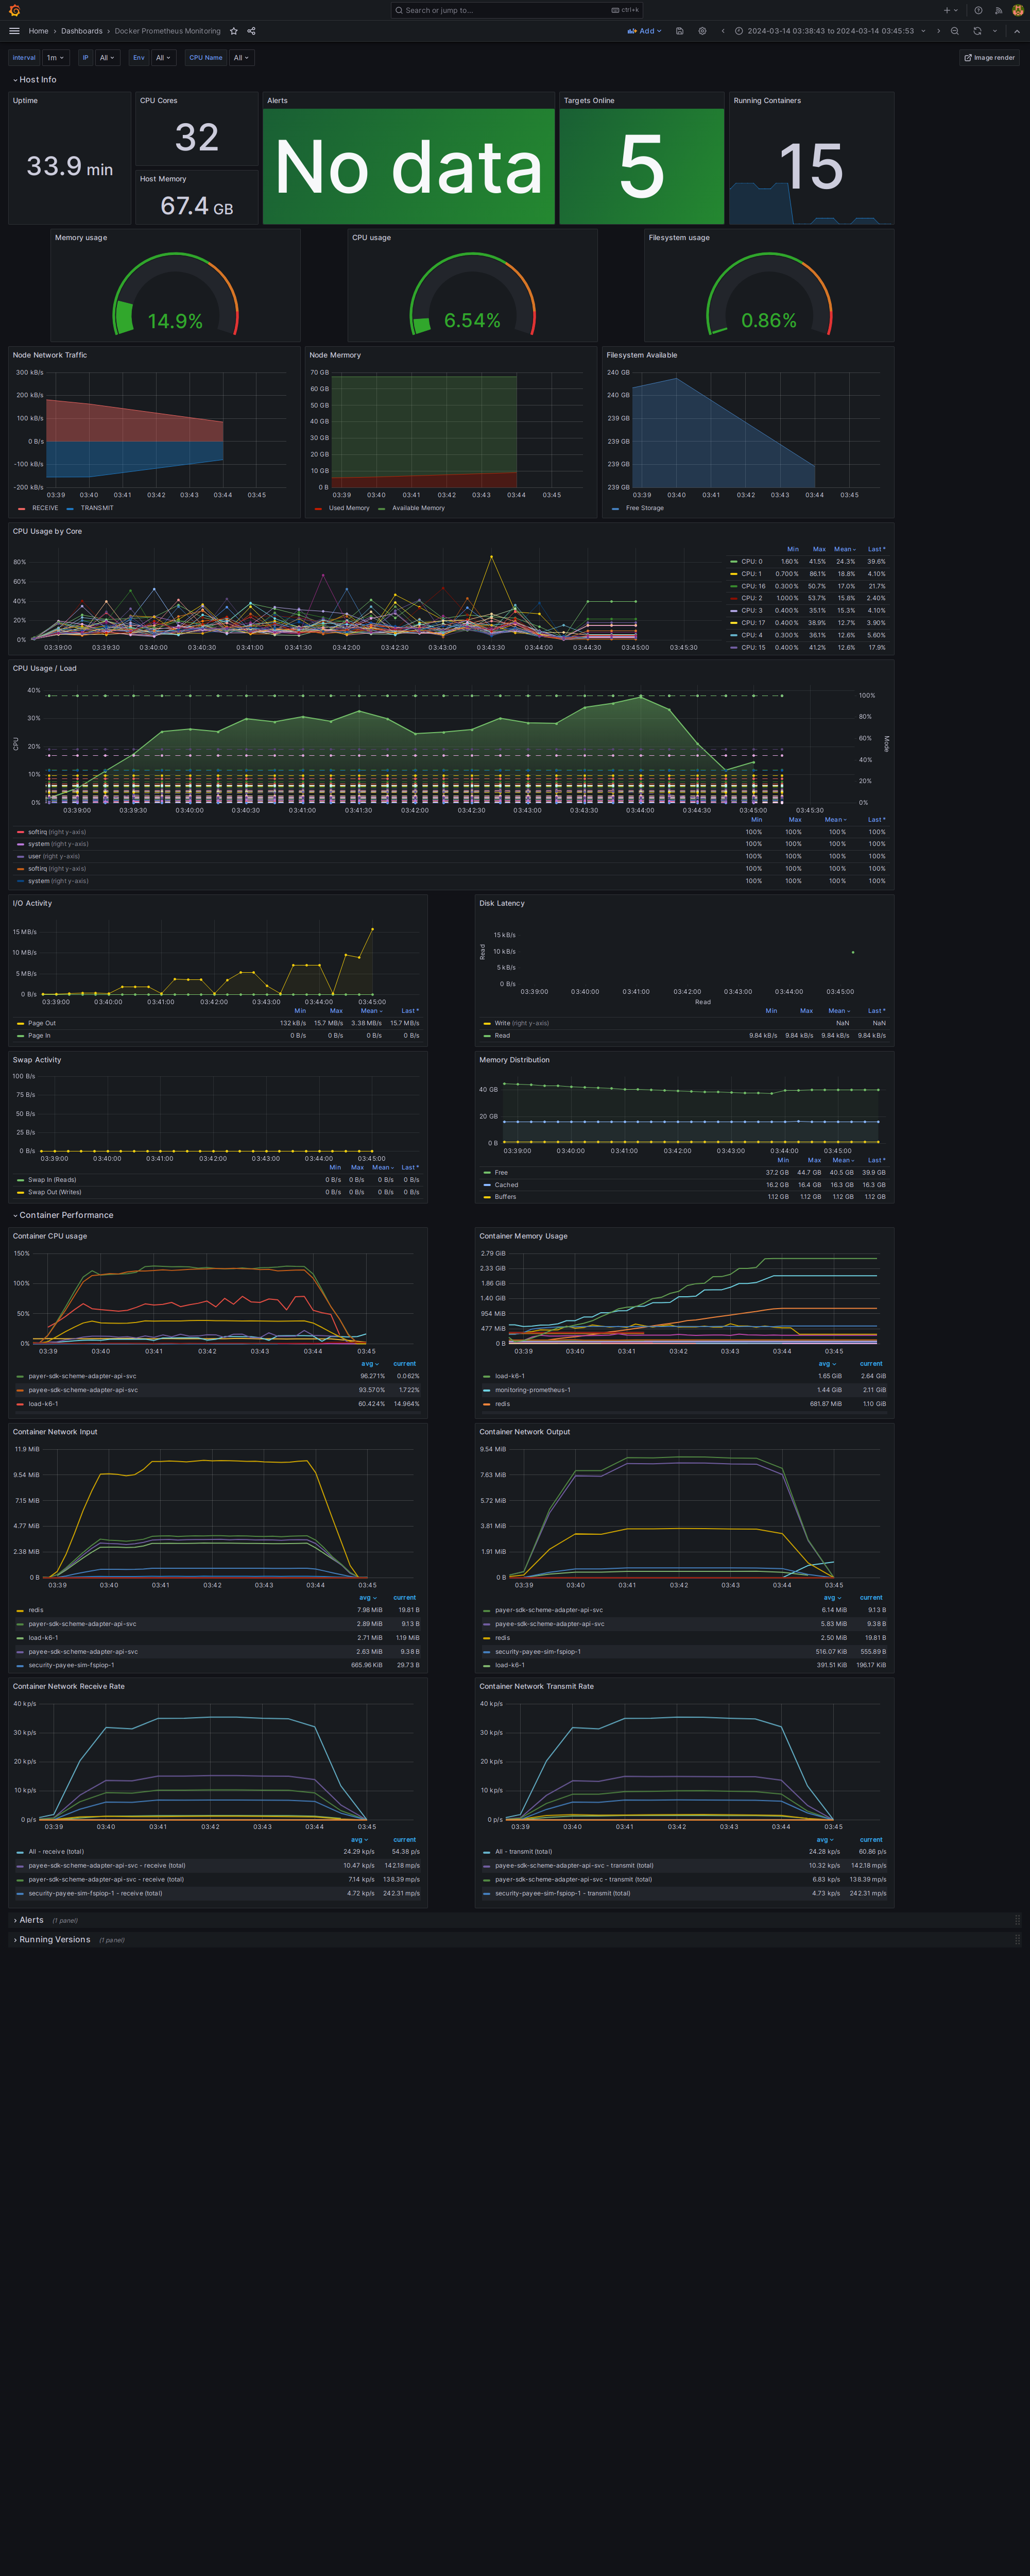 Search or jump to... ctrl+k
Home › Dashboards › Docker Prometheus Monitoring Add 2024-03-14 03:38:43 to 2024-03-14 03:45:53
Interval 1m IP All Env All CPU Name All Image render
Host Info
Uptime CPU Cores Alerts Targets Online Running Containers
33.9 min 32 No data 5 15
Host Memory
67.4 GB
Memory usage CPU usage Filesystem usage
14.9% 6.54% 0.86%
Node Network Traffic
300 kB/s
200 kB/s
100 kB/s
0 B/s
-100 kB/s
-200 kB/s
03:39 03:40 03:41 03:42 03:43 03:44 03:45
RECEIVE TRANSMIT
Node Mermory
70 GB
60 GB
50 GB
40 GB
30 GB
20 GB
10 GB
0 B
03:39 03:40 03:41 03:42 03:43 03:44 03:45
Used Memory Available Memory
Filesystem Available
240 GB
240 GB
239 GB
239 GB
239 GB
239 GB
03:39 03:40 03:41 03:42 03:43 03:44 03:45
Free Storage
CPU Usage by Core
80%
60%
40%
20%
0%
03:39:00 03:39:30 03:40:00 03:40:30 03:41:00 03:41:30 03:42:00 03:42:30 03:43:00 03:43:30 03:44:00 03:44:30 03:45:00 03:45:30
Min Max Mean Last *
CPU: 0 1.60% 41.5% 24.3% 39.6%
CPU: 1 0.700% 86.1% 18.8% 4.10%
CPU: 16 0.300% 50.7% 17.0% 21.7%
CPU: 2 1.000% 53.7% 15.8% 2.40%
CPU: 3 0.400% 35.1% 15.3% 4.10%
CPU: 17 0.400% 38.9% 12.7% 3.90%
CPU: 4 0.300% 36.1% 12.6% 5.60%
CPU: 15 0.400% 41.2% 12.6% 17.9%
CPU Usage / Load
40%
30%
20%
10%
0%
CPU
100%
80%
60%
40%
20%
0%
Mode
03:39:00 03:39:30 03:40:00 03:40:30 03:41:00 03:41:30 03:42:00 03:42:30 03:43:00 03:43:30 03:44:00 03:44:30 03:45:00 03:45:30
Min Max Mean Last *
softirq (right y-axis) 100% 100% 100% 100%
system (right y-axis) 100% 100% 100% 100%
user (right y-axis) 100% 100% 100% 100%
softirq (right y-axis) 100% 100% 100% 100%
system (right y-axis) 100% 100% 100% 100%
I/O Activity
15 MB/s
10 MB/s
5 MB/s
0 B/s
03:39:00 03:40:00 03:41:00 03:42:00 03:43:00 03:44:00 03:45:00
Min Max Mean Last *
Page Out 132 kB/s 15.7 MB/s 3.38 MB/s 15.7 MB/s
Page In 0 B/s 0 B/s 0 B/s 0 B/s
Disk Latency
15 kB/s
10 kB/s
5 kB/s
0 B/s
Read
03:39:00 03:40:00 03:41:00 03:42:00 03:43:00 03:44:00 03:45:00
Read
Min Max Mean Last *
Write (right y-axis) NaN NaN
Read 9.84 kB/s 9.84 kB/s 9.84 kB/s 9.84 kB/s
Swap Activity
100 B/s
75 B/s
50 B/s
25 B/s
0 B/s
03:39:00 03:40:00 03:41:00 03:42:00 03:43:00 03:44:00 03:45:00
Min Max Mean Last *
Swap In (Reads) 0 B/s 0 B/s 0 B/s 0 B/s
Swap Out (Writes) 0 B/s 0 B/s 0 B/s 0 B/s
Memory Distribution
40 GB
20 GB
0 B
03:39:00 03:40:00 03:41:00 03:42:00 03:43:00 03:44:00 03:45:00
Min Max Mean Last *
Free 37.2 GB 44.7 GB 40.5 GB 39.9 GB
Cached 16.2 GB 16.4 GB 16.3 GB 16.3 GB
Buffers 1.12 GB 1.12 GB 1.12 GB 1.12 GB
Container Performance
Container CPU usage
150%
100%
50%
0%
03:39 03:40 03:41 03:42 03:43 03:44 03:45
avg current
payer-sdk-scheme-adapter-api-svc 96.271% 0.062%
payee-sdk-scheme-adapter-api-svc 93.570% 1.722%
load-k6-1 60.424% 14.964%
Container Memory Usage
2.79 GiB
2.33 GiB
1.86 GiB
1.40 GiB
954 MiB
477 MiB
0 B
03:39 03:40 03:41 03:42 03:43 03:44 03:45
avg current
load-k6-1 1.65 GiB 2.64 GiB
monitoring-prometheus-1 1.44 GiB 2.11 GiB
redis 681.87 MiB 1.10 GiB
Container Network Input
11.9 MiB
9.54 MiB
7.15 MiB
4.77 MiB
2.38 MiB
0 B
03:39 03:40 03:41 03:42 03:43 03:44 03:45
avg current
redis 7.98 MiB 19.81 B
payer-sdk-scheme-adapter-api-svc 2.89 MiB 9.13 B
load-k6-1 2.71 MiB 1.19 MiB
payee-sdk-scheme-adapter-api-svc 2.63 MiB 9.38 B
security-payee-sim-fspiop-1 665.96 KiB 29.73 B
Container Network Output
9.54 MiB
7.63 MiB
5.72 MiB
3.81 MiB
1.91 MiB
0 B
03:39 03:40 03:41 03:42 03:43 03:44 03:45
avg current
payer-sdk-scheme-adapter-api-svc 6.14 MiB 9.13 B
payee-sdk-scheme-adapter-api-svc 5.63 MiB 9.38 B
redis 2.50 MiB 19.81 B
security-payee-sim-fspiop-1 516.07 KiB 555.89 B
load-k6-1 391.51 KiB 196.17 KiB
Container Network Receive Rate
40 kp/s
30 kp/s
20 kp/s
10 kp/s
0 p/s
03:39 03:40 03:41 03:42 03:43 03:44 03:45
avg current
All - receive (total) 24.29 kp/s 54.38 p/s
payee-sdk-scheme-adapter-api-svc - receive (total) 10.47 kp/s 142.18 mp/s
payer-sdk-scheme-adapter-api-svc - receive (total) 7.14 kp/s 138.39 mp/s
security-payee-sim-fspiop-1 - receive (total) 4.72 kp/s 242.31 mp/s
Container Network Transmit Rate
40 kp/s
30 kp/s
20 kp/s
10 kp/s
0 p/s
03:39 03:40 03:41 03:42 03:43 03:44 03:45
avg current
All - transmit (total) 24.28 kp/s 60.86 p/s
payee-sdk-scheme-adapter-api-svc - transmit (total) 10.32 kp/s 142.18 mp/s
payer-sdk-scheme-adapter-api-svc - transmit (total) 6.83 kp/s 138.39 mp/s
security-payee-sim-fspiop-1 - transmit (total) 4.73 kp/s 242.31 mp/s
Alerts (1 panel)
Running Versions (1 panel)